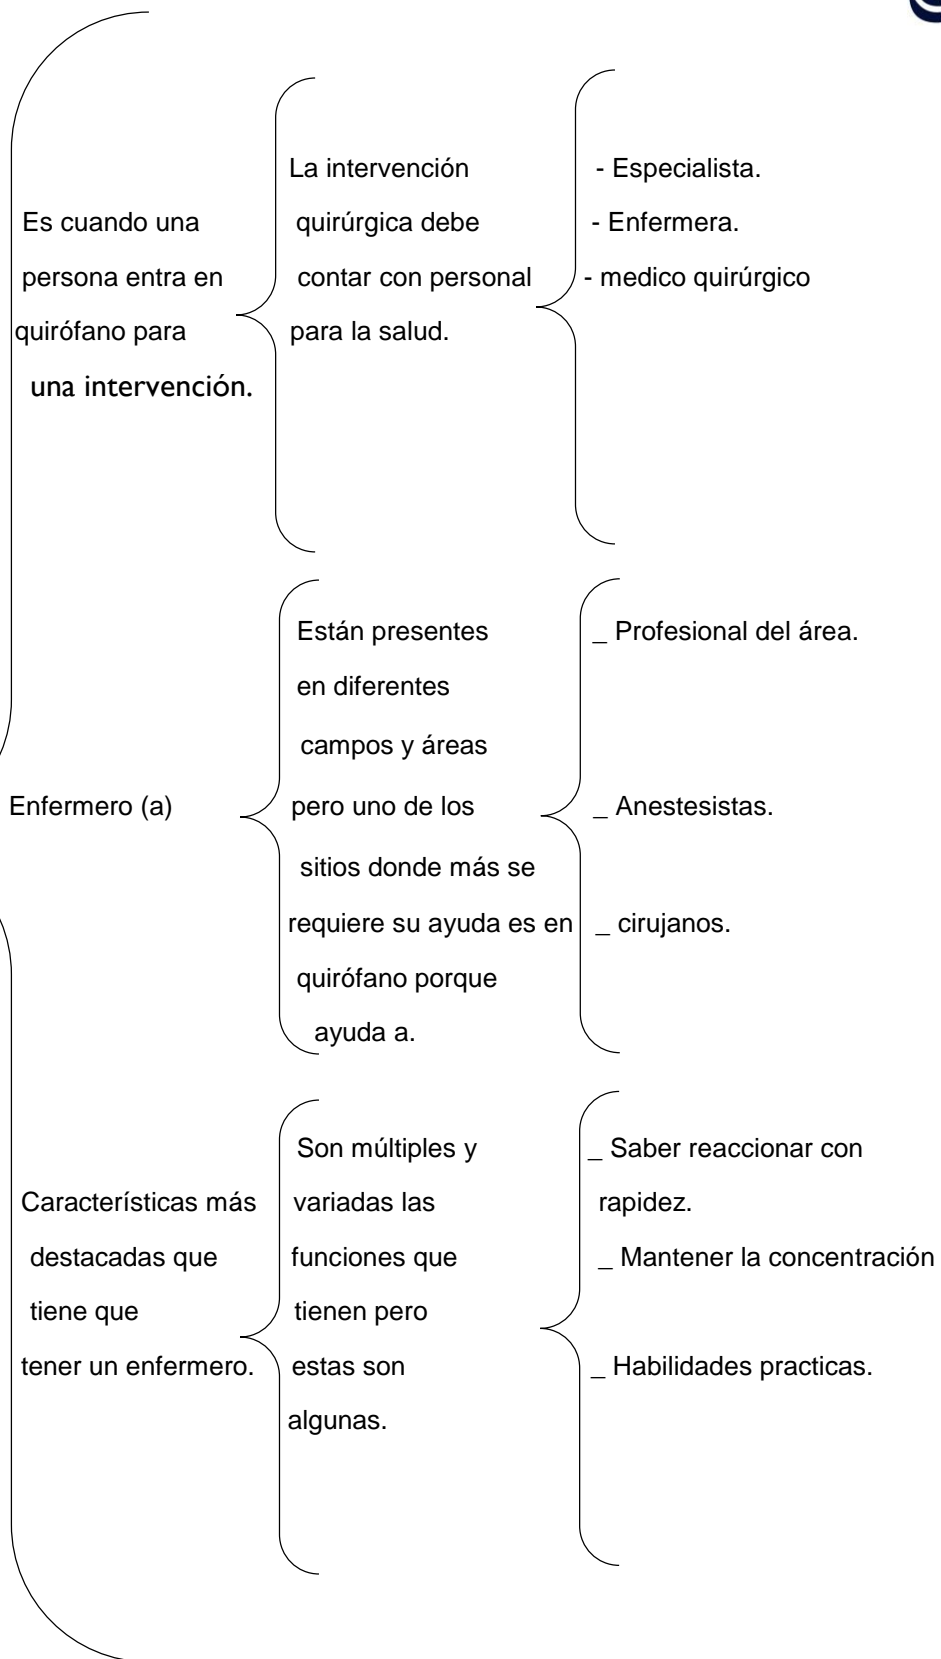 Es cuando una
persona entra en
quirófano para
una intervención.
La intervención
quirúrgica debe
contar con personal
para la salud.
- Especialista.
- Enfermera.
- medico quirúrgico
Enfermero (a)
Están presentes
en diferentes
campos y áreas
pero uno de los
sitios donde más se
requiere su ayuda es en
quirófano porque
ayuda a.
_ Profesional del área.
_ Anestesistas.
_ cirujanos.
Característícas más
destacadas que
tiene que
tener un enfermero.
Son múltiples y
variadas las
funciones que
tienen pero
estas son
algunas.
_ Saber reaccionar con
rapidez.
_ Mantener la concentración
_ Habilidades practicas.